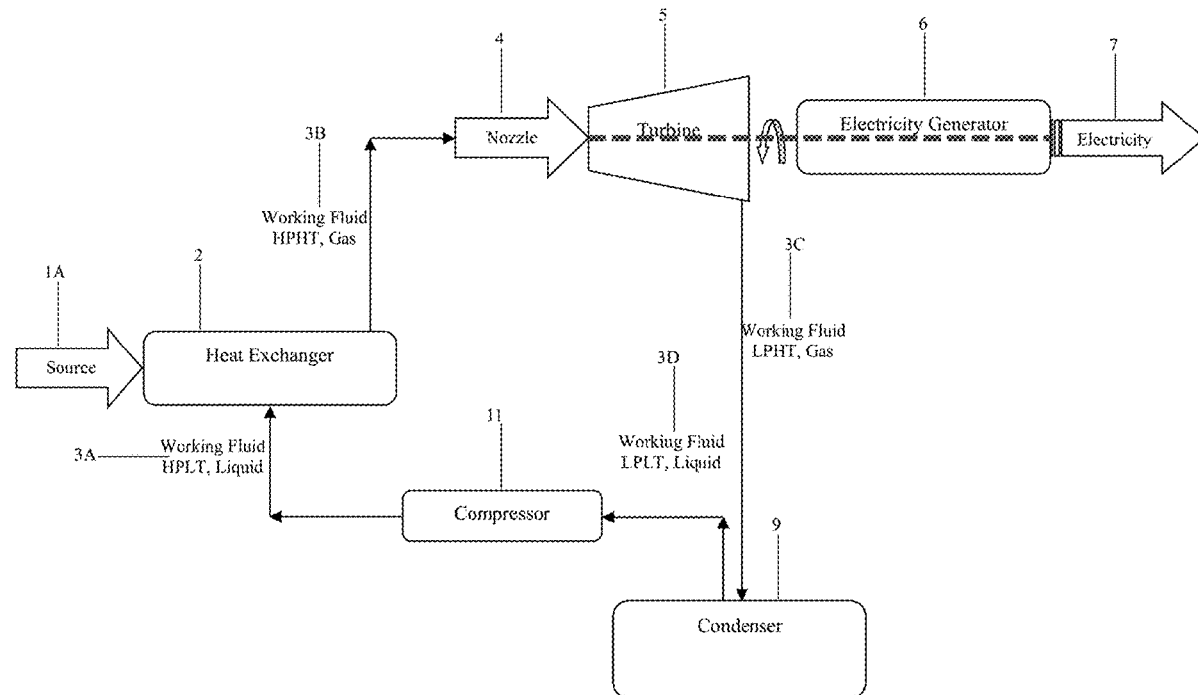 5
6
7
4
3B
Nozzle
Turbine
Electricity Generator
Electricity
Working Fluid
HPHT, Gas
3C
2
1A
Working Fluid
LPHT, Gas
Heat Exchanger
3D
Source
11
Working Fluid
LPLT, Liquid
3A
Working Fluid
HPLT, Liquid
Compressor
9
Condenser